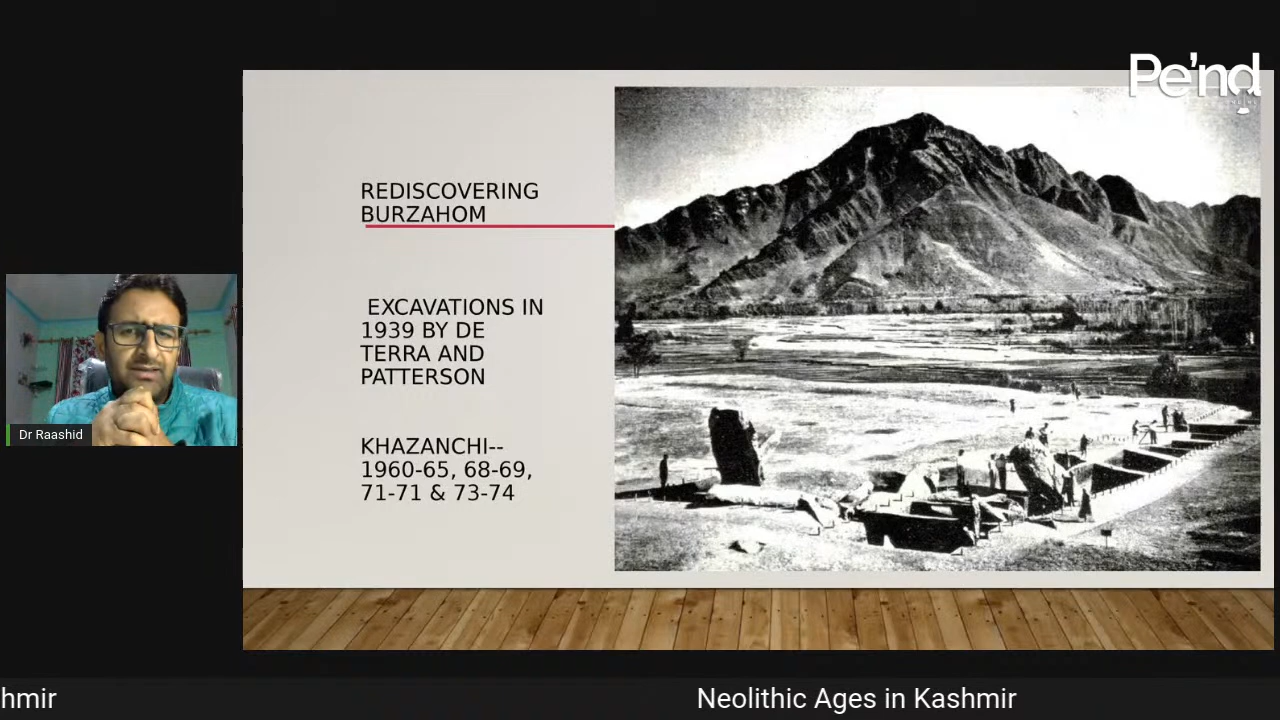 Pe'nd
REDISCOVERING
BURZAHOM
EXCAVATIONS IN
1939 BY DE
TERRA AND
PATTERSON
KHAZANCHI--
1960-65, 68-69,
71-71 & 73-74
Dr Raashid
hmir
Neolithic Ages in Kashmir